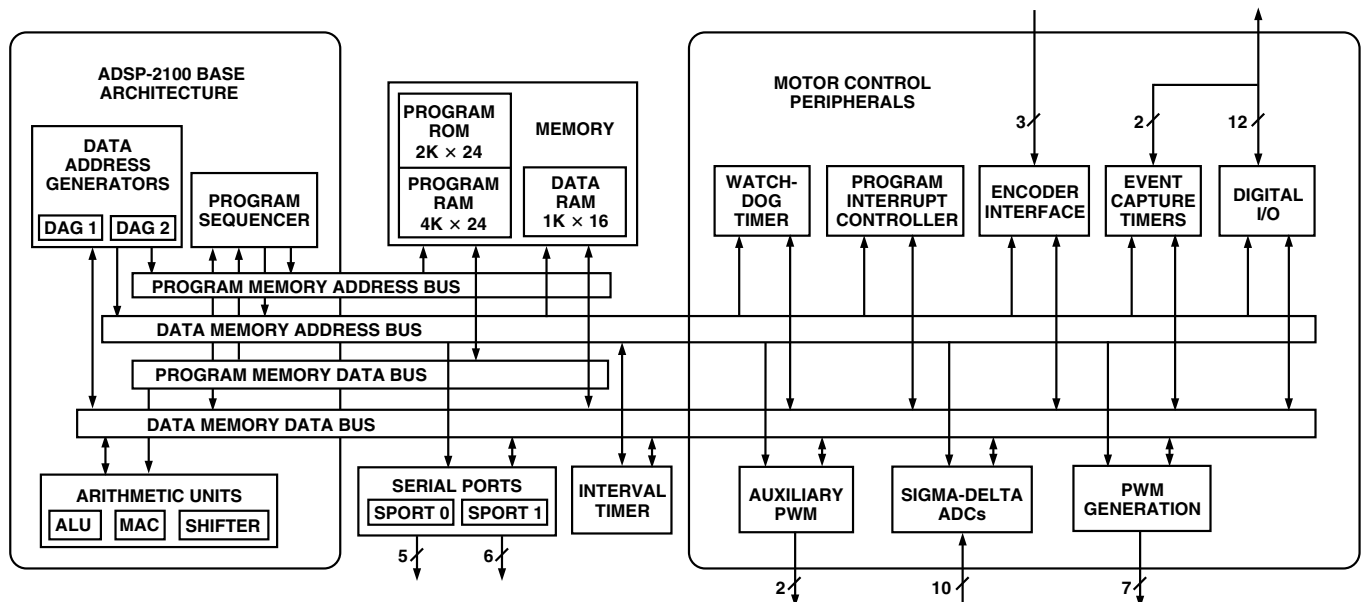 ADSP-2100 BASE
ARCHITECTURE
DATA
ADDRESS
GENERATORS
DAG 1
DAG 2
PROGRAM
SEQUENCER
PROGRAM
ROM
2K × 24
PROGRAM
RAM
4K × 24
MEMORY
DATA
RAM
1K × 16
MOTOR CONTROL
PERIPHERALS
3
2
12
WATCH-
DOG
TIMER
PROGRAM
INTERRUPT
CONTROLLER
ENCODER
INTERFACE
EVENT
CAPTURE
TIMERS
DIGITAL
I/O
PROGRAM MEMORY ADDRESS BUS
DATA MEMORY ADDRESS BUS
PROGRAM MEMORY DATA BUS
DATA MEMORY DATA BUS
ARITHMETIC UNITS
ALU
MAC
SHIFTER
SERIAL PORTS
SPORT 0
SPORT 1
INTERVAL
TIMER
AUXILIARY
PWM
SIGMA-DELTA
ADCs
PWM
GENERATION
5
6
2
10
7